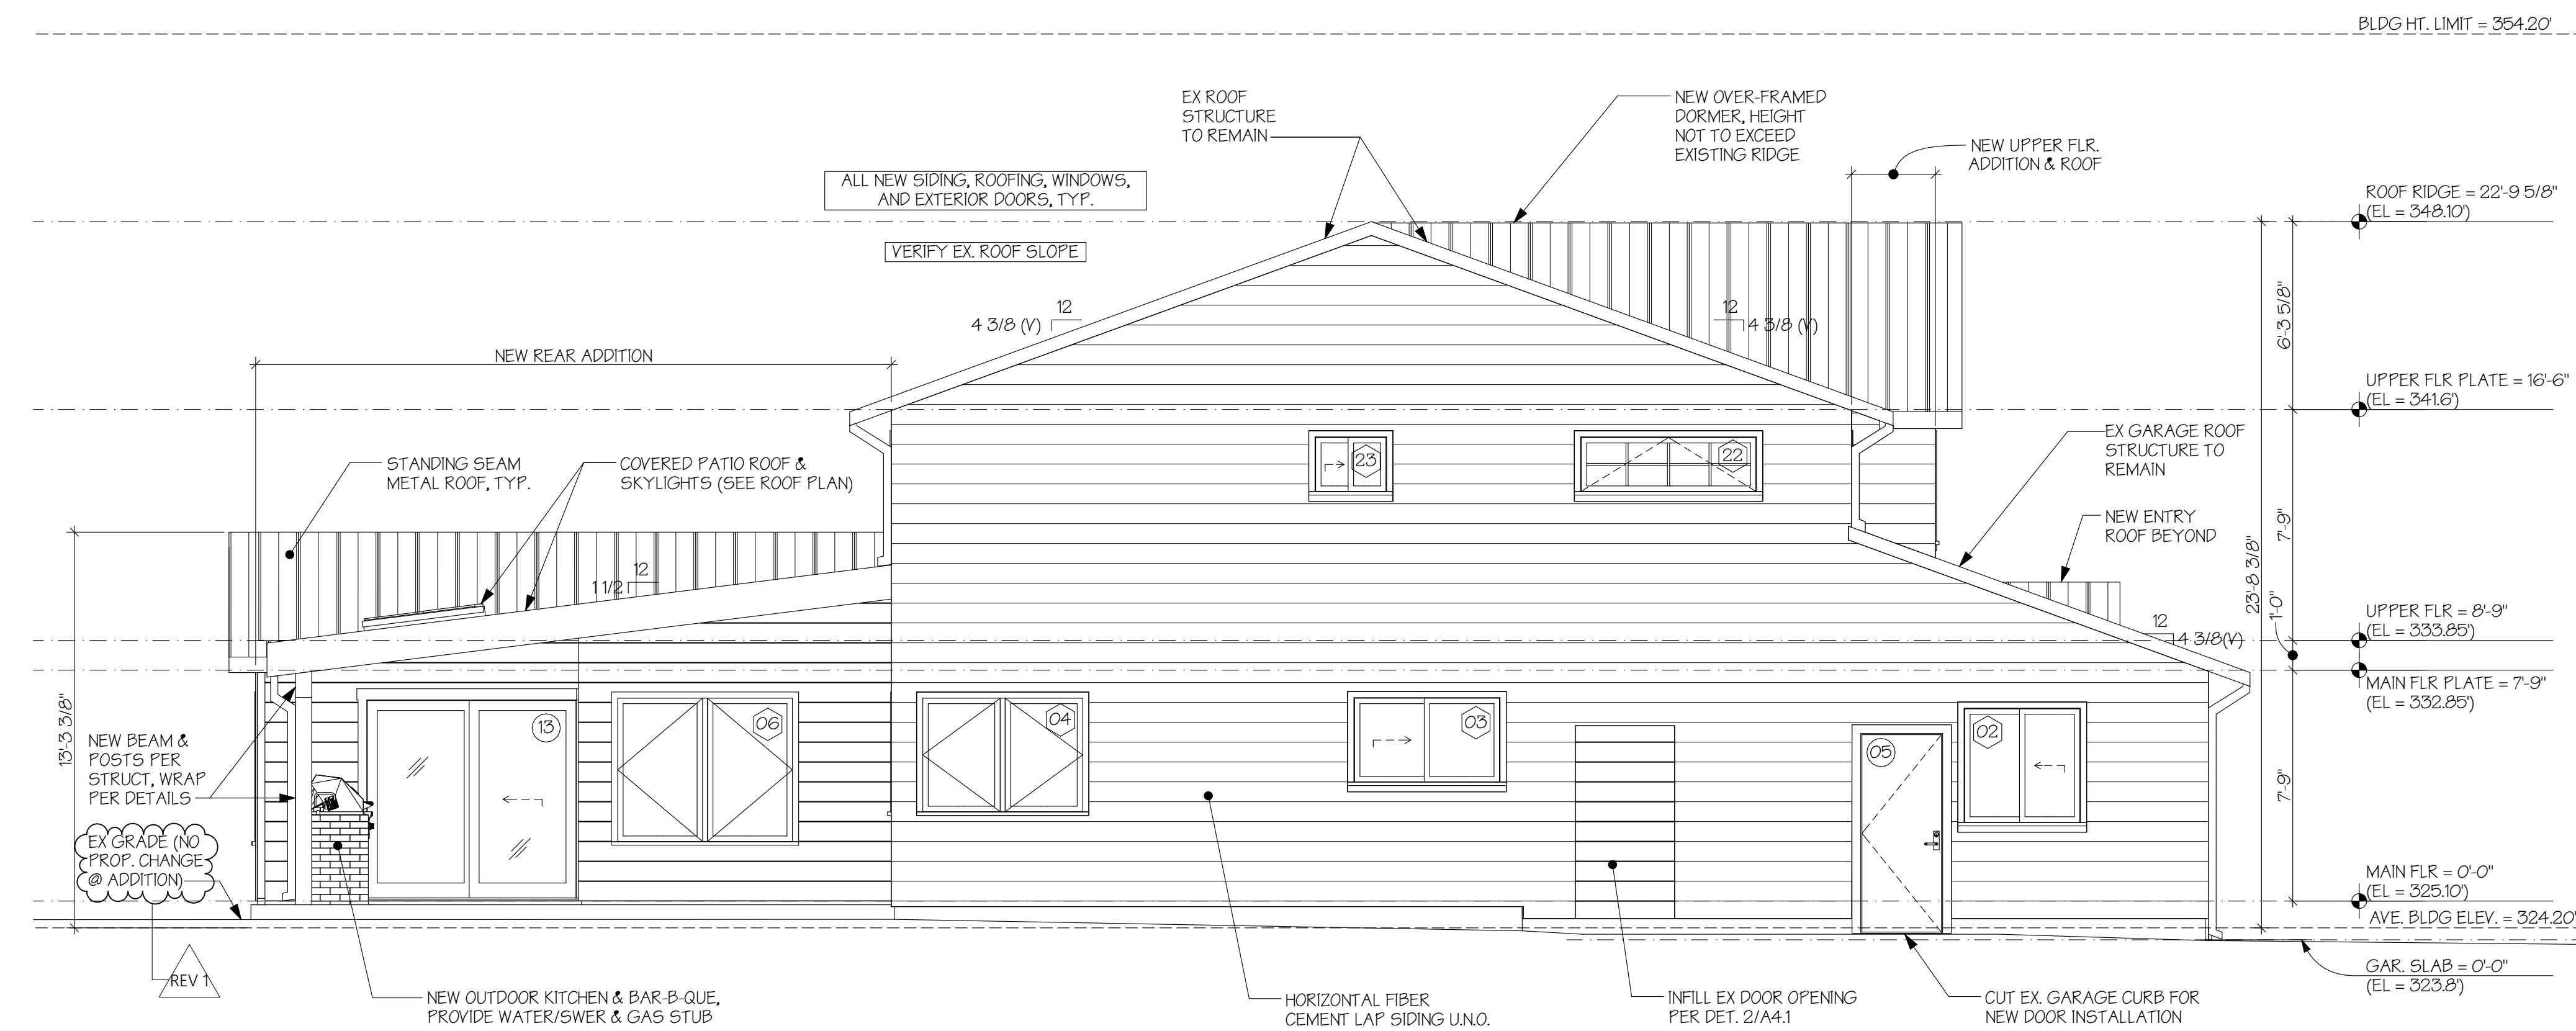 BLDG HT. LIMIT = 354.20'
EX ROOF
STRUCTURE
TO REMAIN
NEW OVER-FRAMED
DORMER, HEIGHT
NOT TO EXCEED
EXISTING RIDGE
NEW UPPER FLR.
ADDITION & ROOF
ALL NEW SIDING, ROOFING, WINDOWS,
AND EXTERIOR DOORS, TYP.
VERIFY EX. ROOF SLOPE
ROOF RIDGE = 22'-9 5/8"
(EL = 348.10')
12
4 3/8 (V)
12
4 3/8 (V)
6'-3 5/8"
NEW REAR ADDITION
UPPER FLR PLATE = 16'-6"
(EL = 341.6')
STANDING SEAM
METAL ROOF, TYP.
COVERED PATIO ROOF &
SKYLIGHTS (SEE ROOF PLAN)
23
22
EX GARAGE ROOF
STRUCTURE TO
REMAIN
NEW ENTRY
ROOF BEYOND
7'-9"
23'-8 3/8"
1'-0"
12
1 1/2
12
4 3/8(V)
UPPER FLR = 8'-9"
(EL = 333.85')
MAIN FLR PLATE = 7'-9"
(EL = 332.85')
13'-3 3/8"
NEW BEAM &
POSTS PER
STRUCT, WRAP
PER DETAILS
13
06
04
03
05
02
7'-9"
EX GRADE (NO
PROP. CHANGE
@ ADDITION)
MAIN FLR = 0'-0"
(EL = 325.10')
AVE. BLDG ELEV. = 324.20'
REV 1
GAR. SLAB = 0'-0"
(EL = 323.8')
NEW OUTDOOR KITCHEN & BAR-B-QUE,
PROVIDE WATER/SWER & GAS STUB
HORIZONTAL FIBER
CEMENT LAP SIDING U.N.O.
INFILL EX DOOR OPENING
PER DET. 2/A4.1
CUT EX. GARAGE CURB FOR
NEW DOOR INSTALLATION